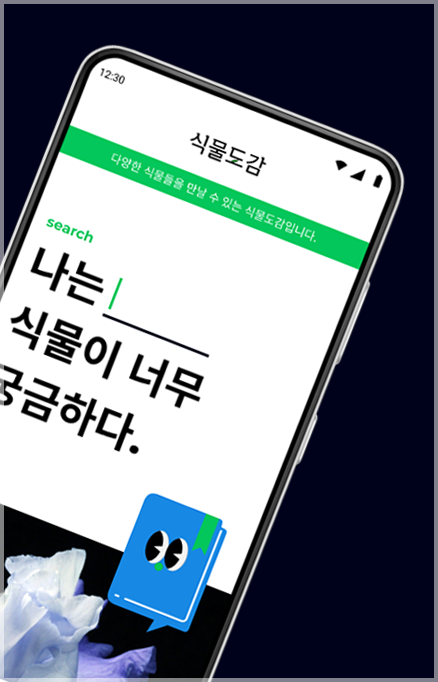 12:30
식물도감
다양한 식물들을 만날 수 있는 식물도감입니다.
search
나는
식물이 너무
궁금하다.